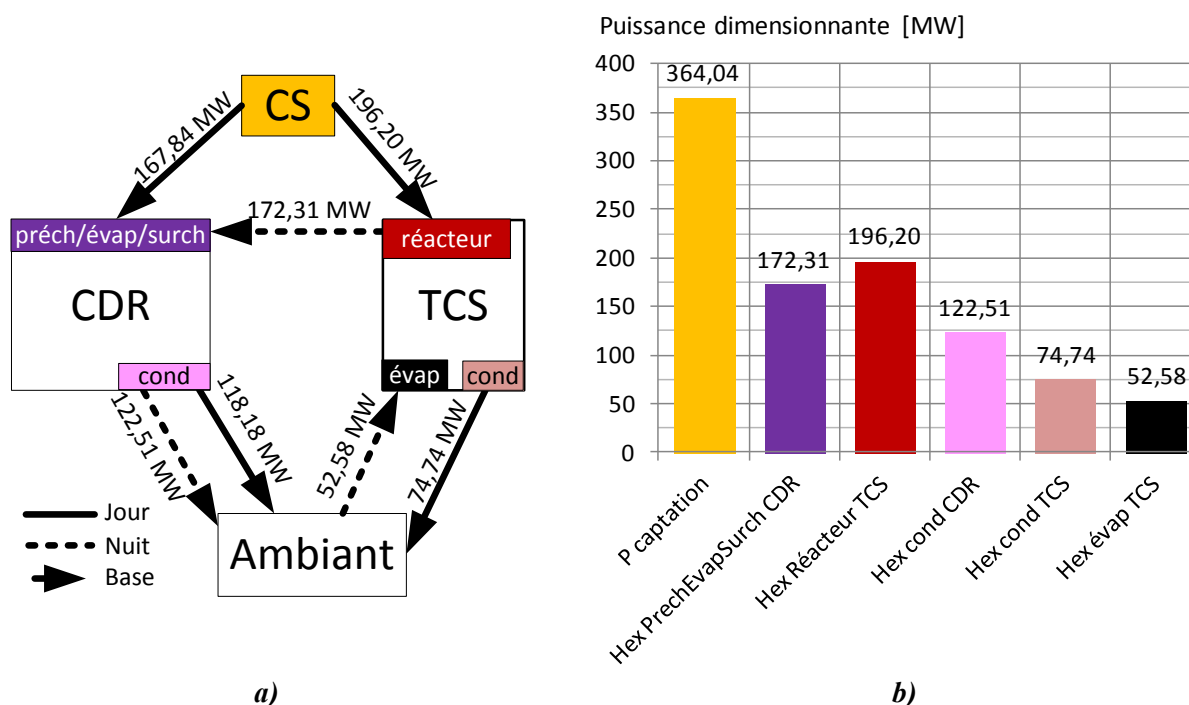 CS
167,84 MW
196,20 MW
172,31 MW
préch/évap/surch
réacteur
CDR
TCS
cond
évap
cond
122,51 MW
118,18 MW
52,58 MW
74,74 MW
Jour
Nuit
Base
Ambiant
a)
Puissance dimensionnante [MW]
400
350
300
250
200
150
100
50
0
364,04
172,31
196,20
122,51
74,74
52,58
P captation
Hex PrechEvapSurch CDR
Hex Réacteur TCS
Hex cond CDR
Hex cond TCS
Hex évap TCS
b)